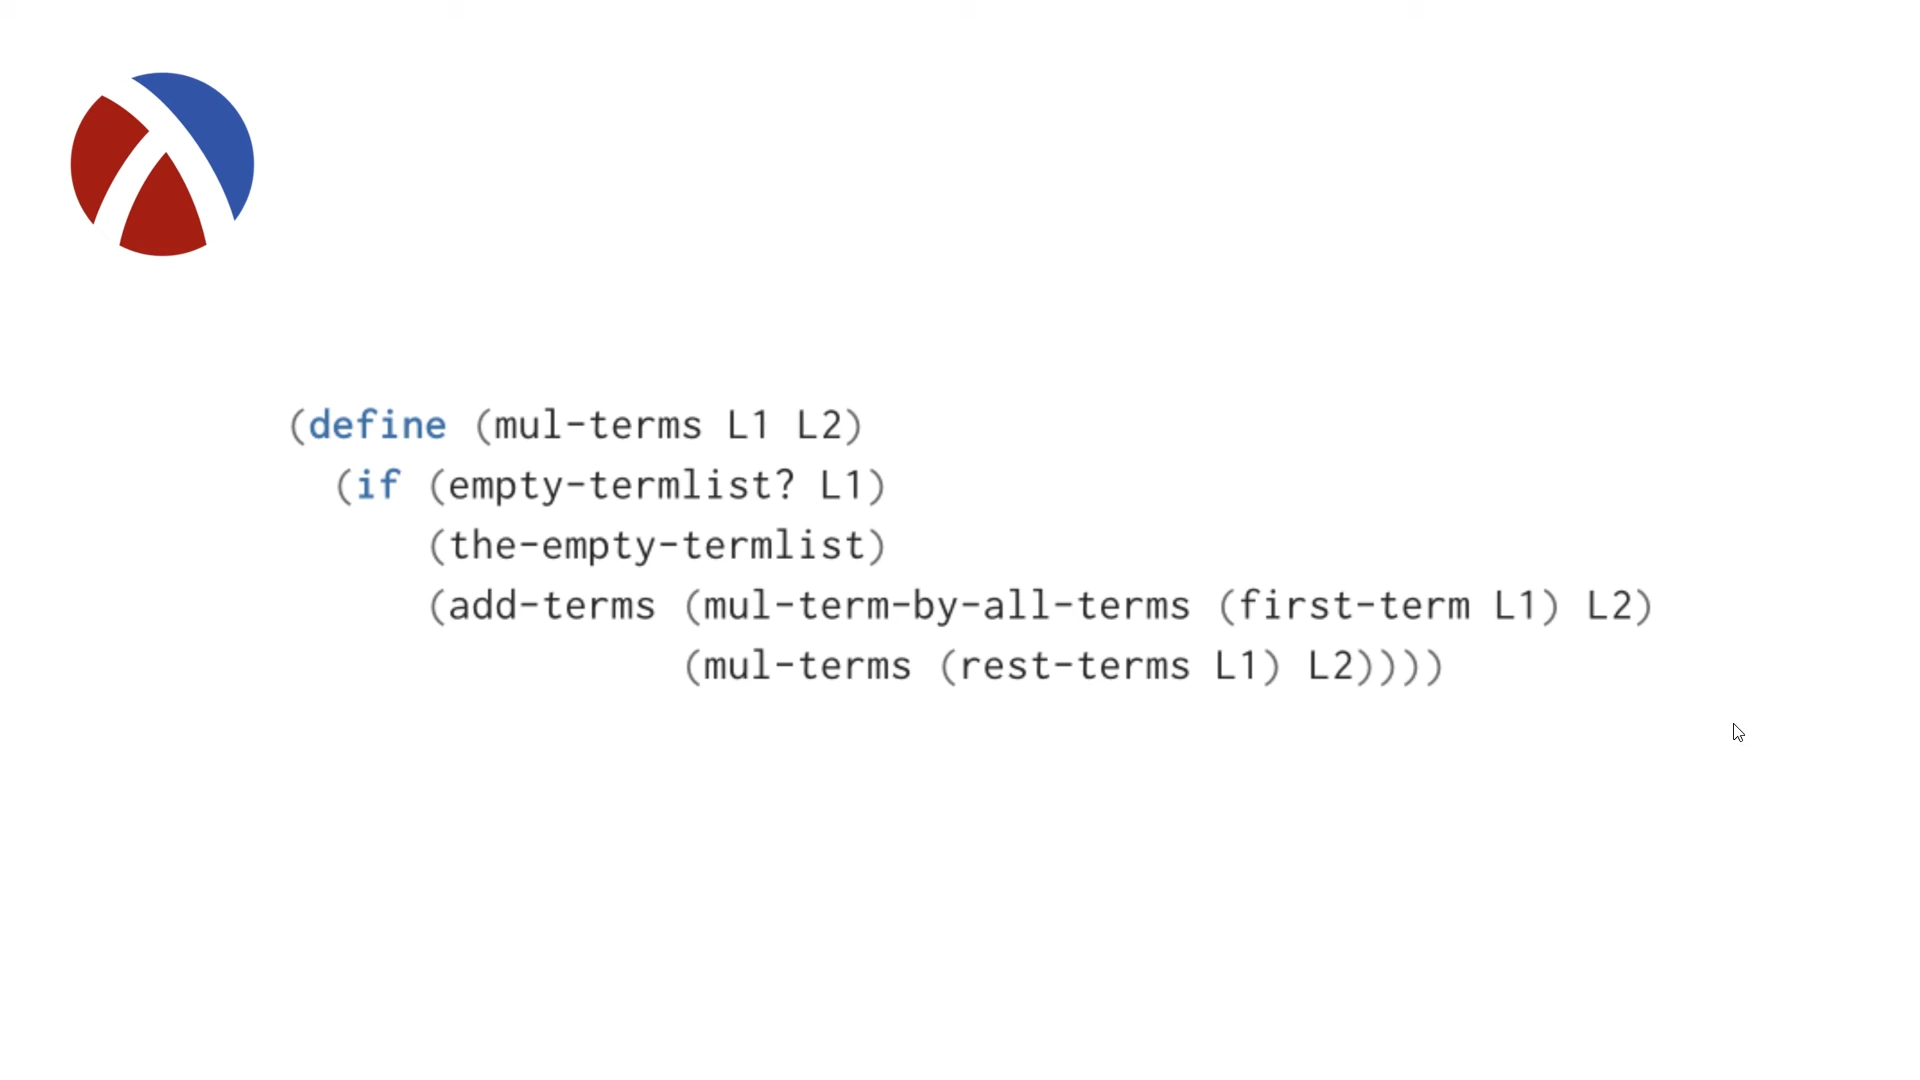 (define (mul-terms L1 L2)
  (if (empty-termlist? L1)
      (the-empty-termlist)
      (add-terms (mul-term-by-all-terms (first-term L1) L2)
                 (mul-terms (rest-terms L1) L2))))